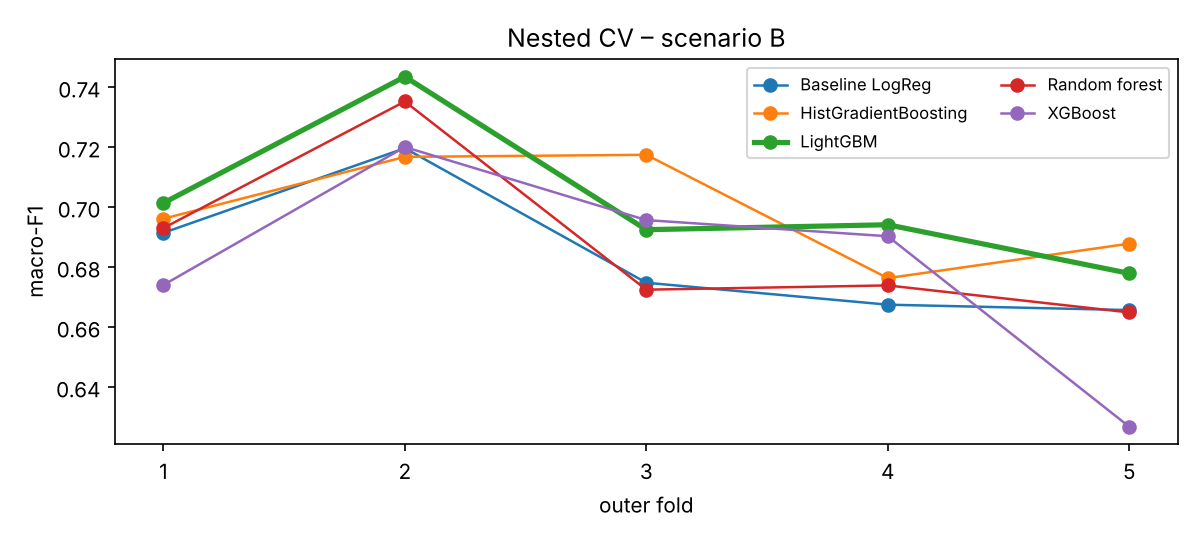 Nested CV – scenario B
Baseline LogReg
HistGradientBoosting
LightGBM
Random forest
XGBoost
macro-F1
0.74
0.72
0.70
0.68
0.66
0.64
1 2 3 4 5
outer fold